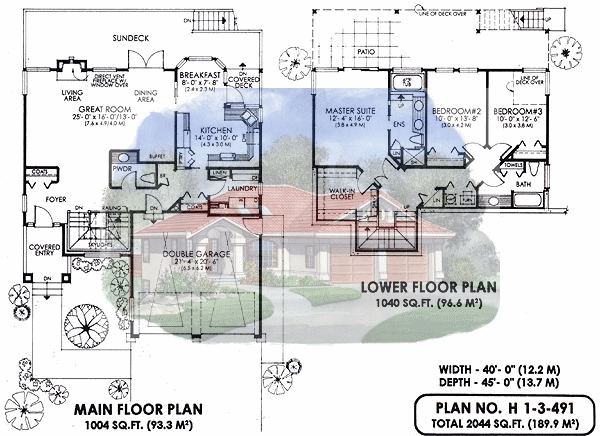 DN
SUNDECK
DIRECT VENT
FIREPLACE W/
WINDOW OVER
LIVING
AREA
DINING
AREA
BREAKFAST
8'- 0" x 7'- 8"
(2.4 x 2.3 M)
DN
COVERED
DECK
GREAT ROOM
25'- 0" x 16'-0"/13'-0"
(7.6 x 4.9/4.0 M)
KITCHEN
14'- 0" x 10'- 0"
(4.3 x 3.0 M)
BUFFET
PWDR
BR.
LINEN
LAUNDRY
COATS
COATS
FOYER
RAILING
DN
DN
SKYLIGHTS
COVERED
ENTRY
DN
DOUBLE GARAGE
21'- 4" x 20'- 6"
(6.5 x 6.2 M)
MAIN FLOOR PLAN
1004 SQ.FT. (93.3 M²)
LINE OF DECK OVER
UP
PATIO
LINE OF
DECK OVER
MASTER SUITE
12'- 4" x 16'- 0"
(3.8 x 4.9 M)
ENS
BEDROOM#2
10'- 0" x 13'- 8"
(3.0 x 4.2 M)
BEDROOM#3
10'- 0" x 12'- 6"
(3.0 x 3.8 M)
TOWELS
BATH
WALK-IN
CLOSET
LIN
UP
LOWER FLOOR PLAN
1040 SQ.FT. (96.6 M²)
WIDTH - 40'- 0" (12.2 M)
DEPTH - 45'- 0" (13.7 M)
PLAN NO. H 1-3-491
TOTAL 2044 SQ.FT. (189.9 M²)